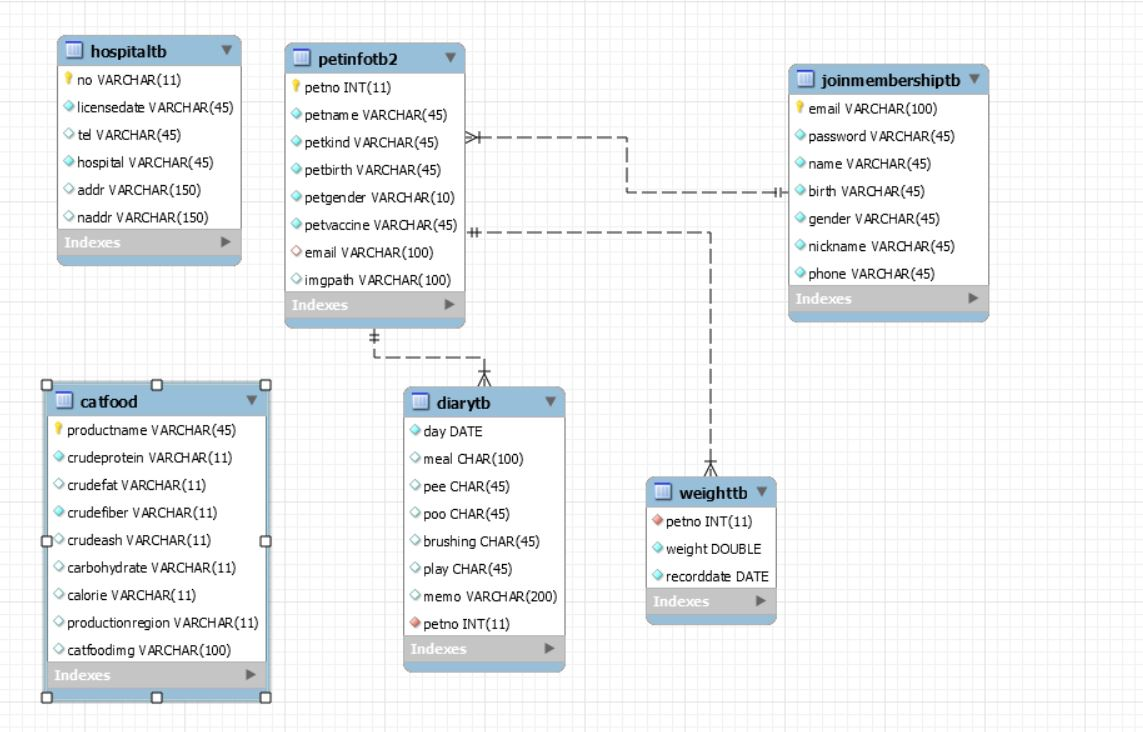 hospitaltb
no VARCHAR(11)
licensedate VARCHAR(45)
tel VARCHAR(45)
hospital VARCHAR(45)
addr VARCHAR(150)
naddr VARCHAR(150)
Indexes
petinfotb2
petno INT(11)
petname VARCHAR(45)
petkind VARCHAR(45)
petbirth VARCHAR(45)
petgender VARCHAR(10)
petvaccine VARCHAR(45)
email VARCHAR(100)
imgpath VARCHAR(100)
Indexes
joinmembershiptb
email VARCHAR(100)
password VARCHAR(45)
name VARCHAR(45)
birth VARCHAR(45)
gender VARCHAR(45)
nickname VARCHAR(45)
phone VARCHAR(45)
Indexes
catfood
productname VARCHAR(45)
crudeprotein VARCHAR(11)
crudefat VARCHAR(11)
crudefiber VARCHAR(11)
crudeash VARCHAR(11)
carbohydrate VARCHAR(11)
calorie VARCHAR(11)
productionregion VARCHAR(11)
catfoodimg VARCHAR(100)
Indexes
diarytb
day DATE
meal CHAR(100)
pee CHAR(45)
poo CHAR(45)
brushing CHAR(45)
play CHAR(45)
memo VARCHAR(200)
petno INT(11)
Indexes
weighttb
petno INT(11)
weight DOUBLE
recorddate DATE
Indexes